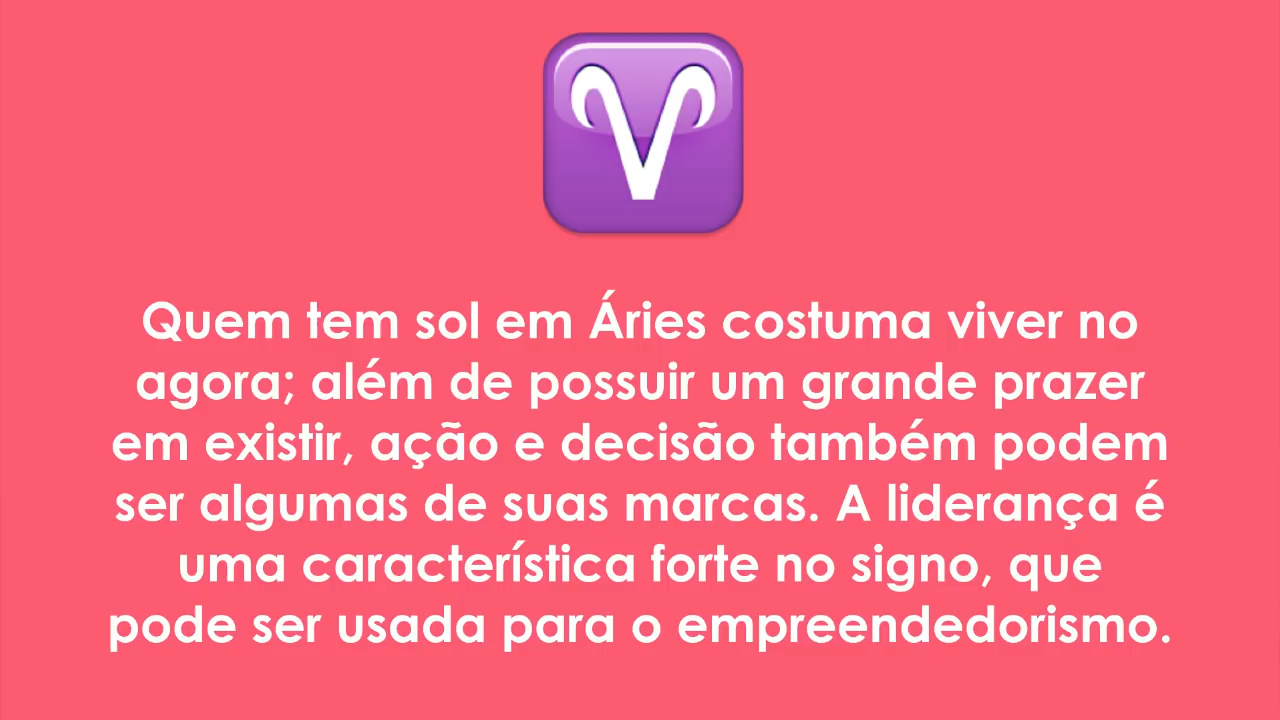 Quem tem sol em Áries costuma viver no
agora; além de possuir um grande prazer
em existir, ação e decisão também podem
ser algumas de suas marcas. A liderança é
uma característica forte no signo, que
pode ser usada para o empreendedorismo.